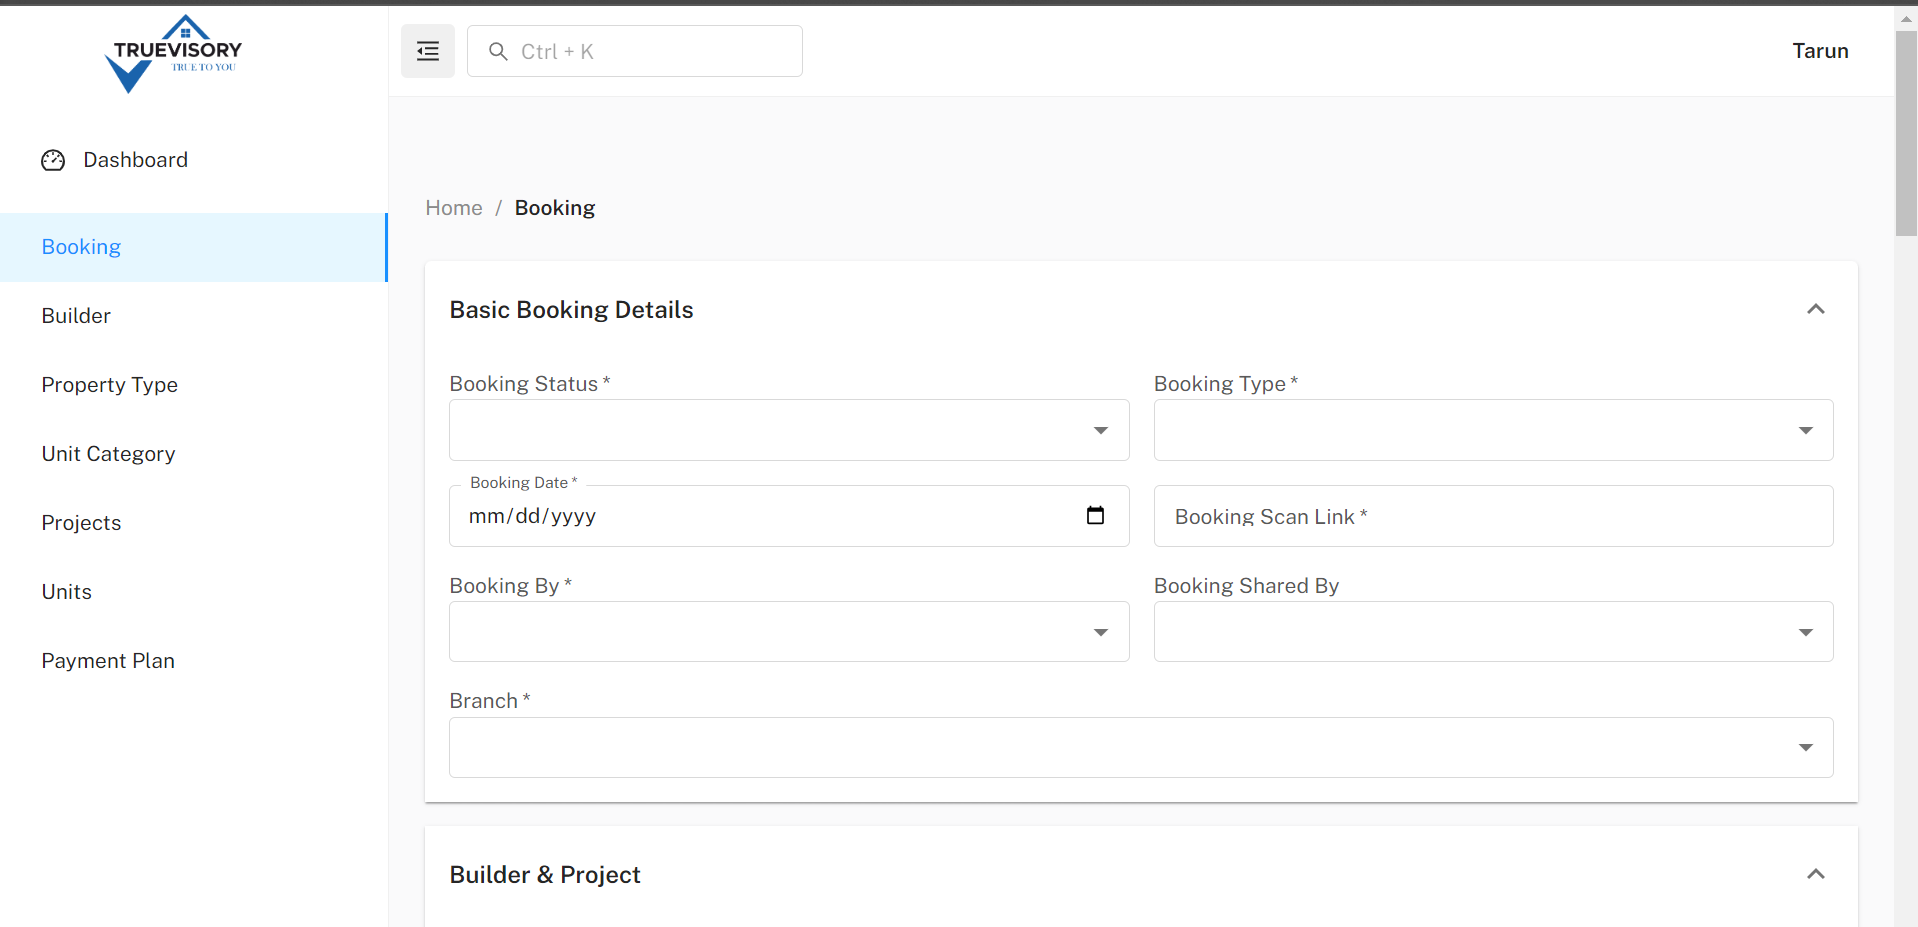 TRUEVISORY
TRUE TO YOU
Ctrl + K
Tarun
Dashboard
Booking
Builder
Property Type
Unit Category
Projects
Units
Payment Plan
Home / Booking
Basic Booking Details
Booking Status *
Booking Type *
Booking Date *
mm/dd/yyyy
Booking Scan Link *
Booking By *
Booking Shared By
Branch *
Builder & Project